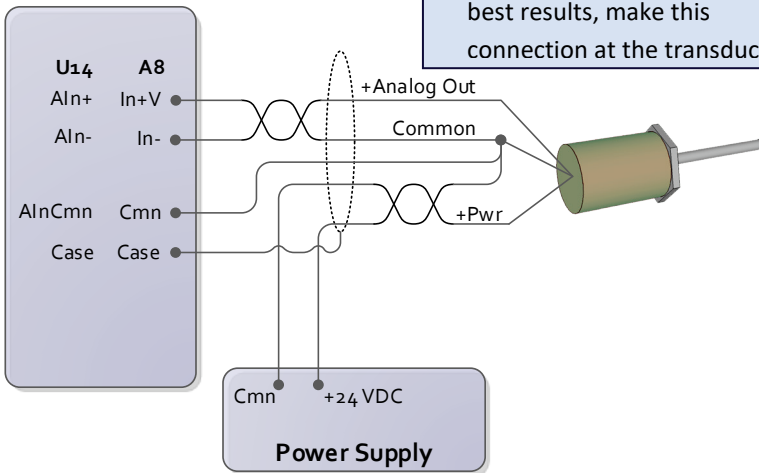 best results, make this
connection at the
U14 A8
+Analog Out
AIn+ In+V
AIn- In-
Common
AInCmn Cmn
+Pwr
Case Case
Cmn +24 VDC
Power Supply